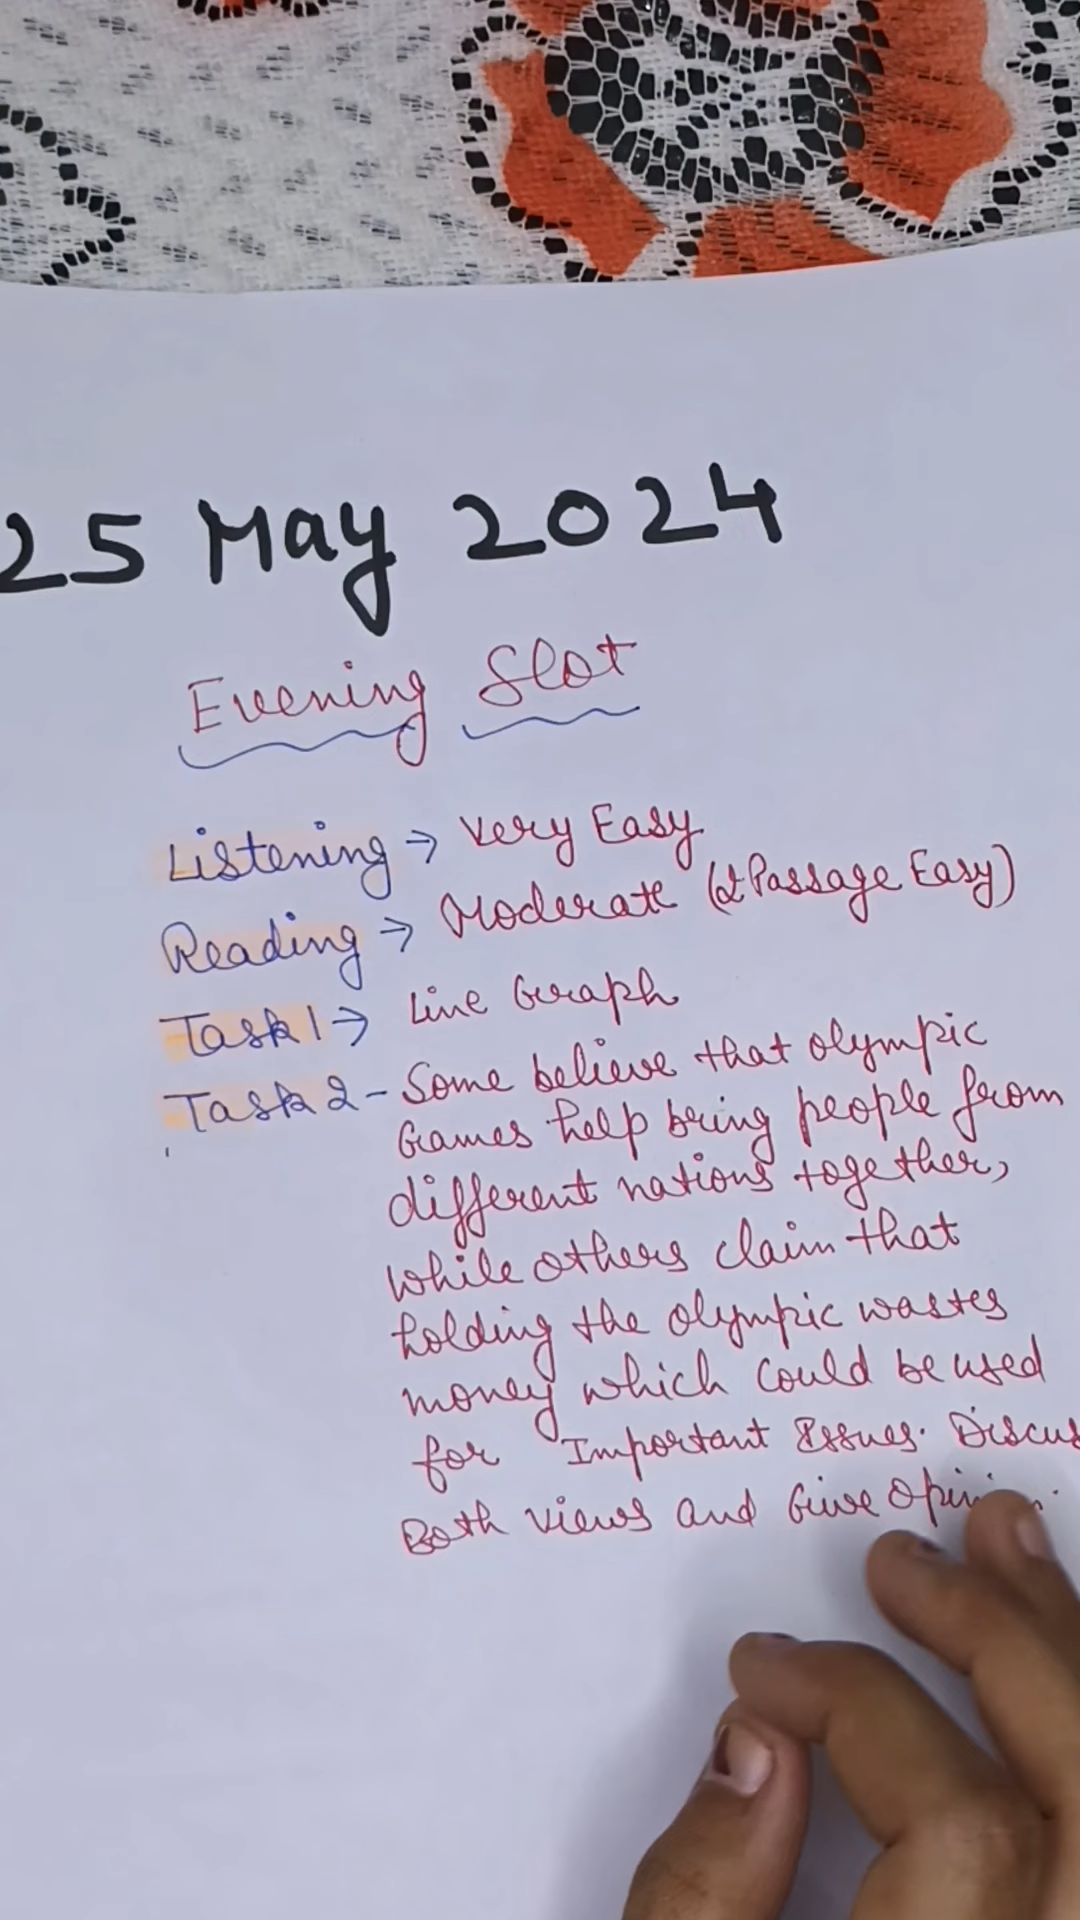 25 May 2024
Evening Slot
Listening → Very Easy
Reading → Moderate (2 Passage Easy)
Task 1 → Line Graph
Task 2 - Some believe that olympic
Games help bring people from
different nations together,
while others claim that
holding the olympic wastes
money which could be used
for Important Issues. Discus
Both views and Give